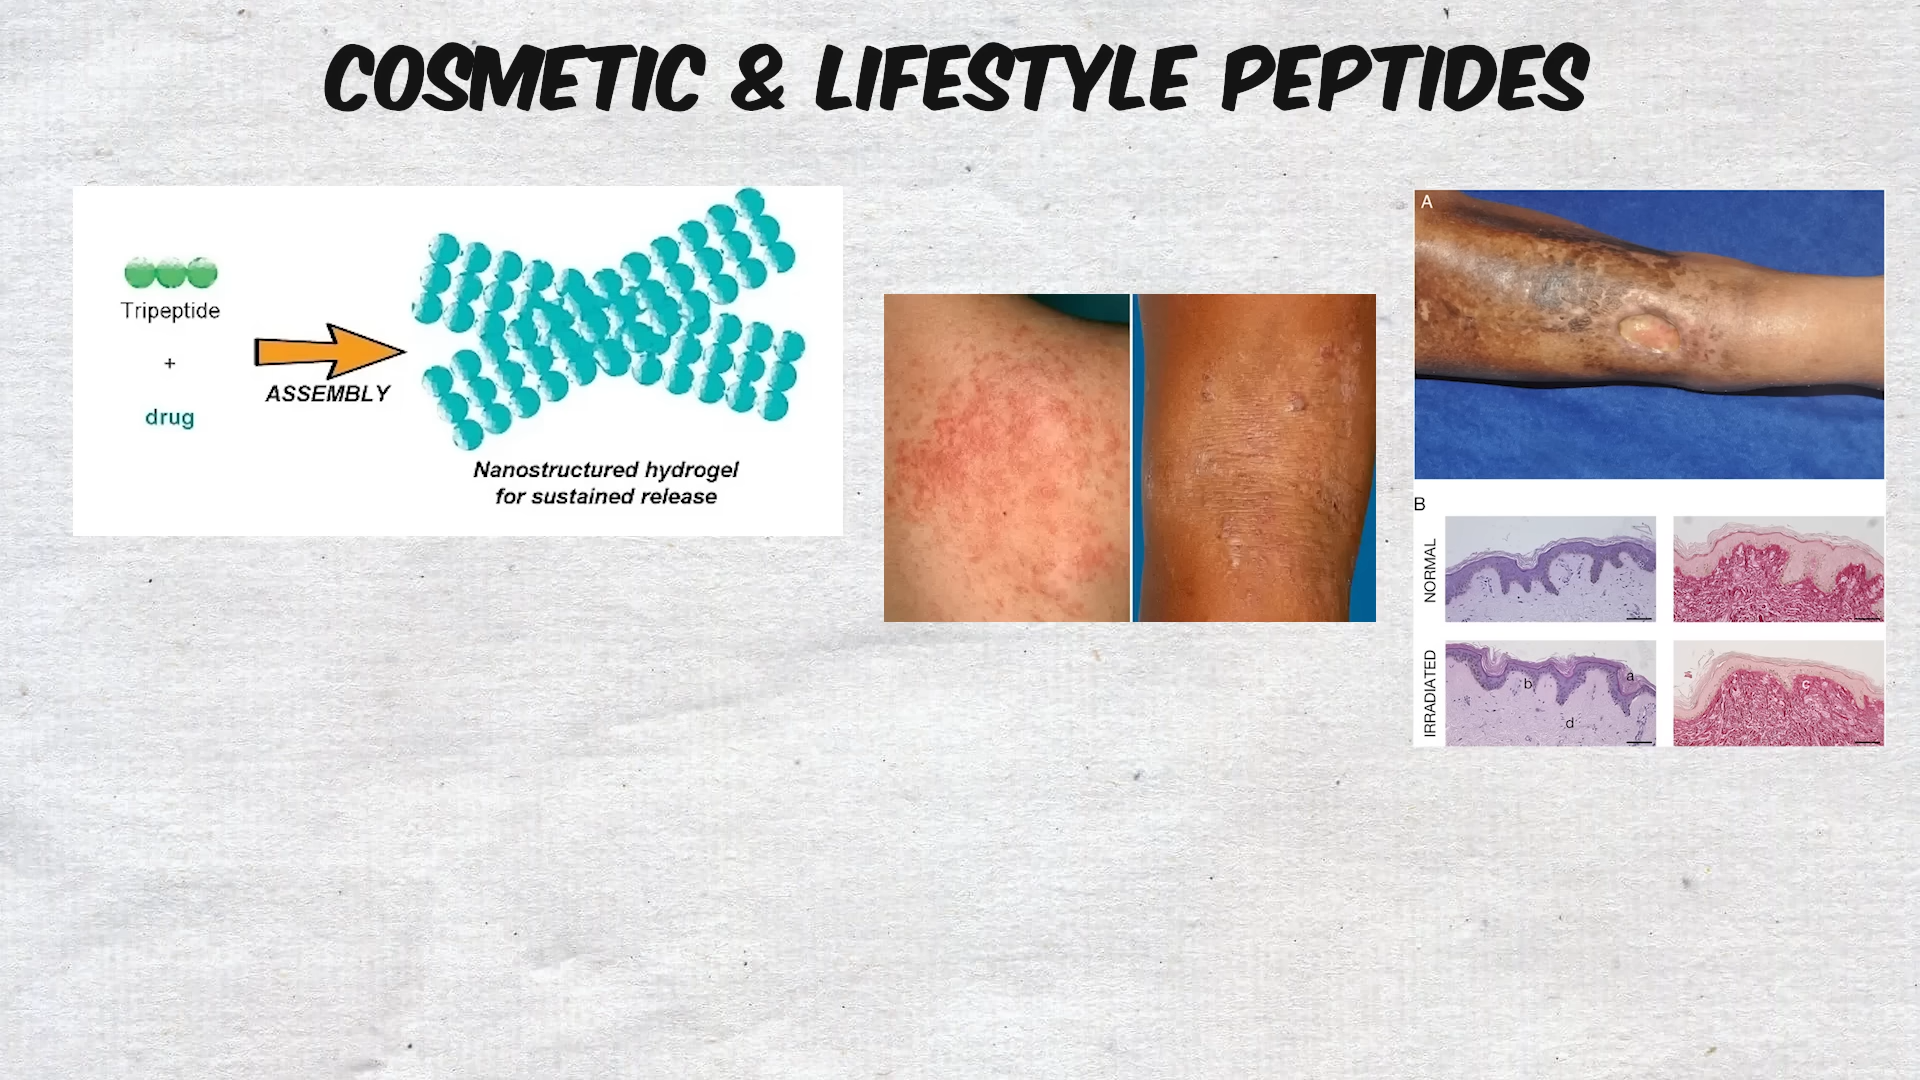 COSMETIC & LIFESTYLE PEPTIDES
Tripeptide
+
drug
ASSEMBLY
Nanostructured hydrogel
for sustained release
A
B
NORMAL
IRRADIATED
b
a
d
c